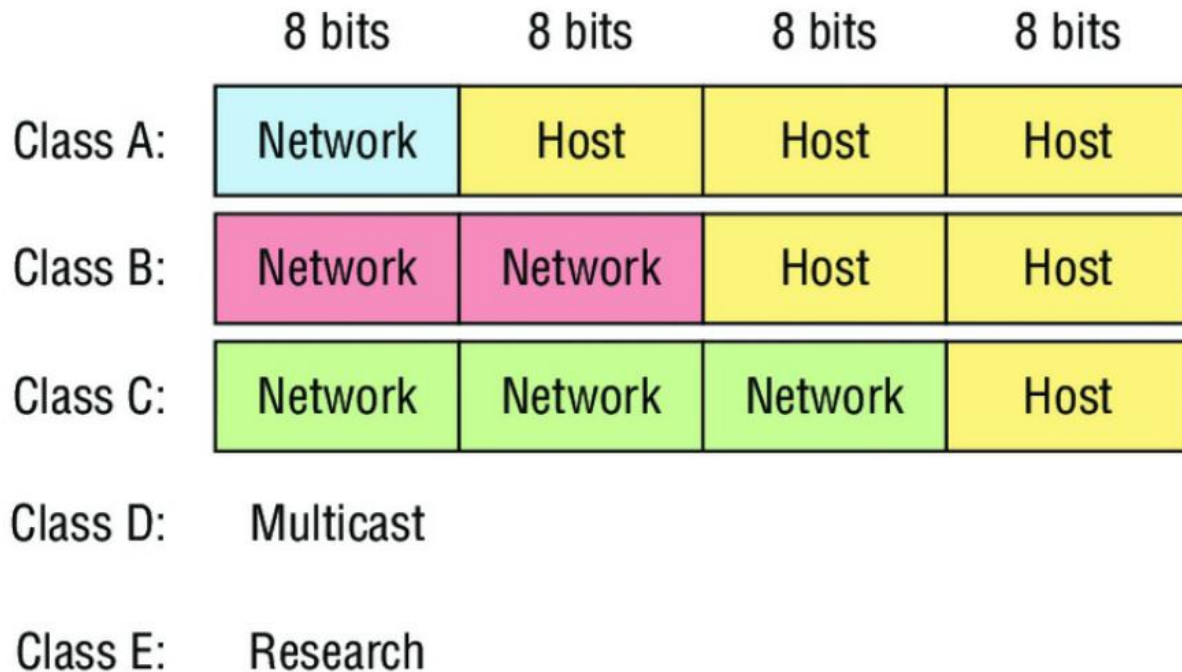 8 bits 8 bits 8 bits 8 bits
Class A: Network Host Host Host
Class B: Network Network Host Host
Class C: Network Network Network Host
Class D: Multicast
Class E: Research